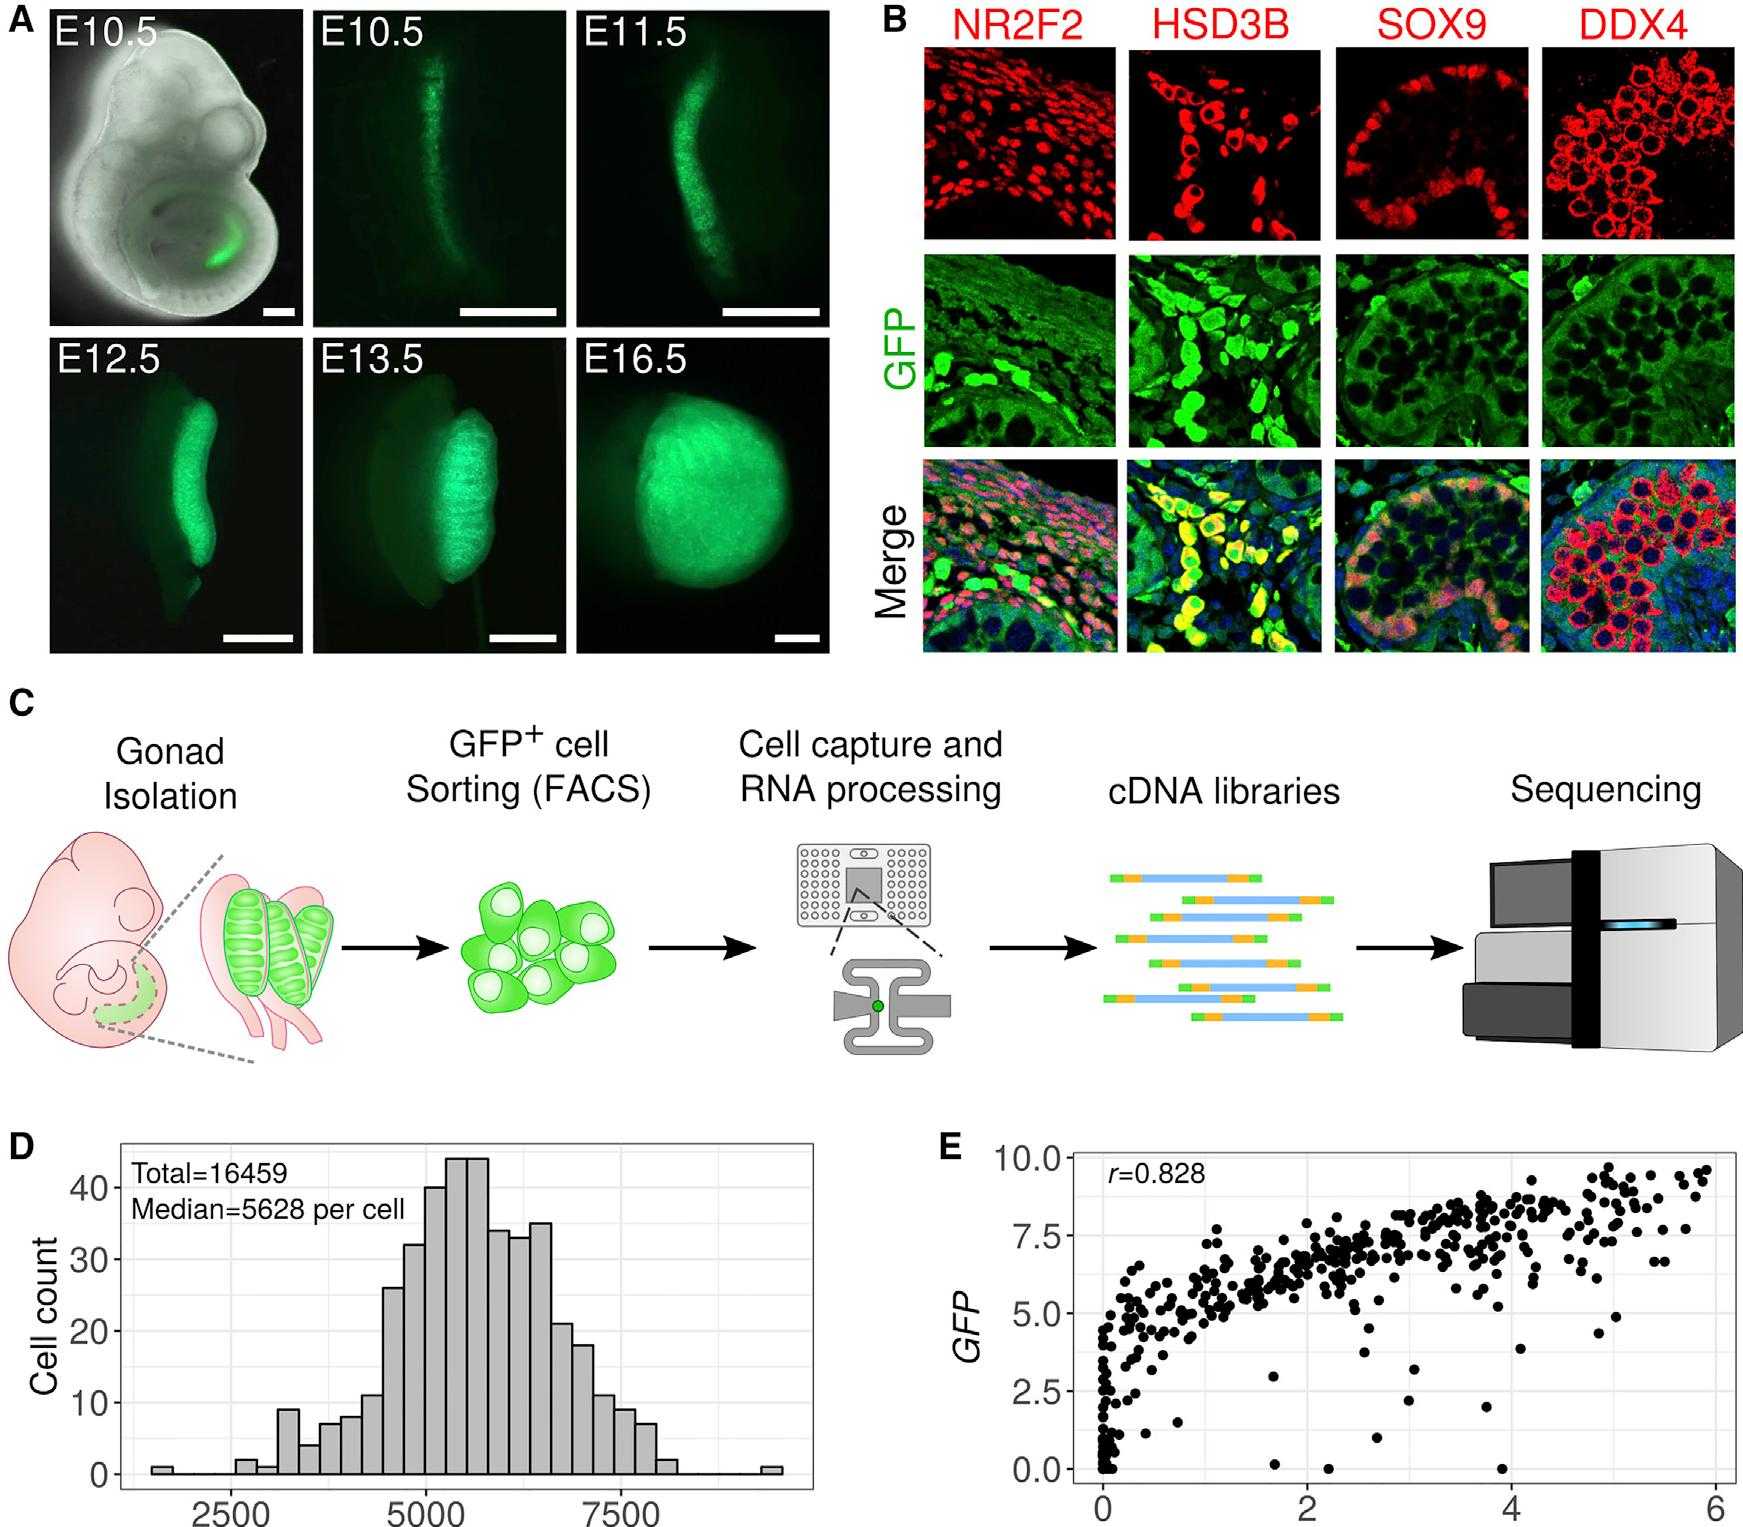 A
E10.5
E10.5
E11.5
E12.5
E13.5
E16.5
B
NR2F2
HSD3B
SOX9
DDX4
GFP
Merge
C
Gonad
Isolation
GFP+ cell
Sorting (FACS)
Cell capture and
RNA processing
cDNA libraries
Sequencing
D
Total=16459
Median=5628 per cell
Cell count
40
30
20
10
0
2500
5000
7500
E
r=0.828
GFP
10.0
7.5
5.0
2.5
0.0
0
2
4
6